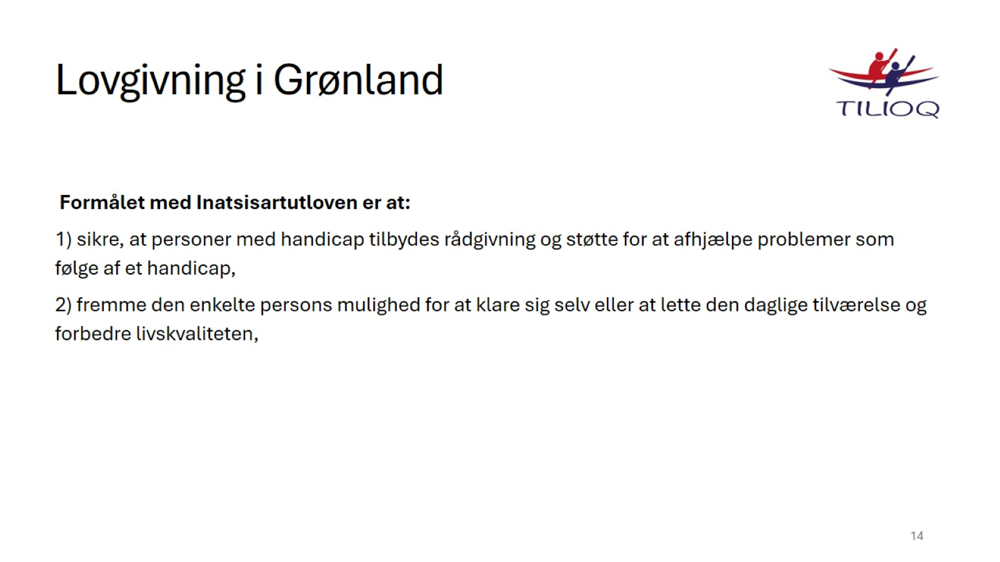 Lovgivning i Grønland
TILIOQ
Formålet med Inatsisartutloven er at:
1) sikre, at personer med handicap tilbydes rådgivning og støtte for at afhjælpe problemer som
følge af et handicap,
2) fremme den enkelte persons mulighed for at klare sig selv eller at lette den daglige tilværelse og
forbedre livskvaliteten,
14